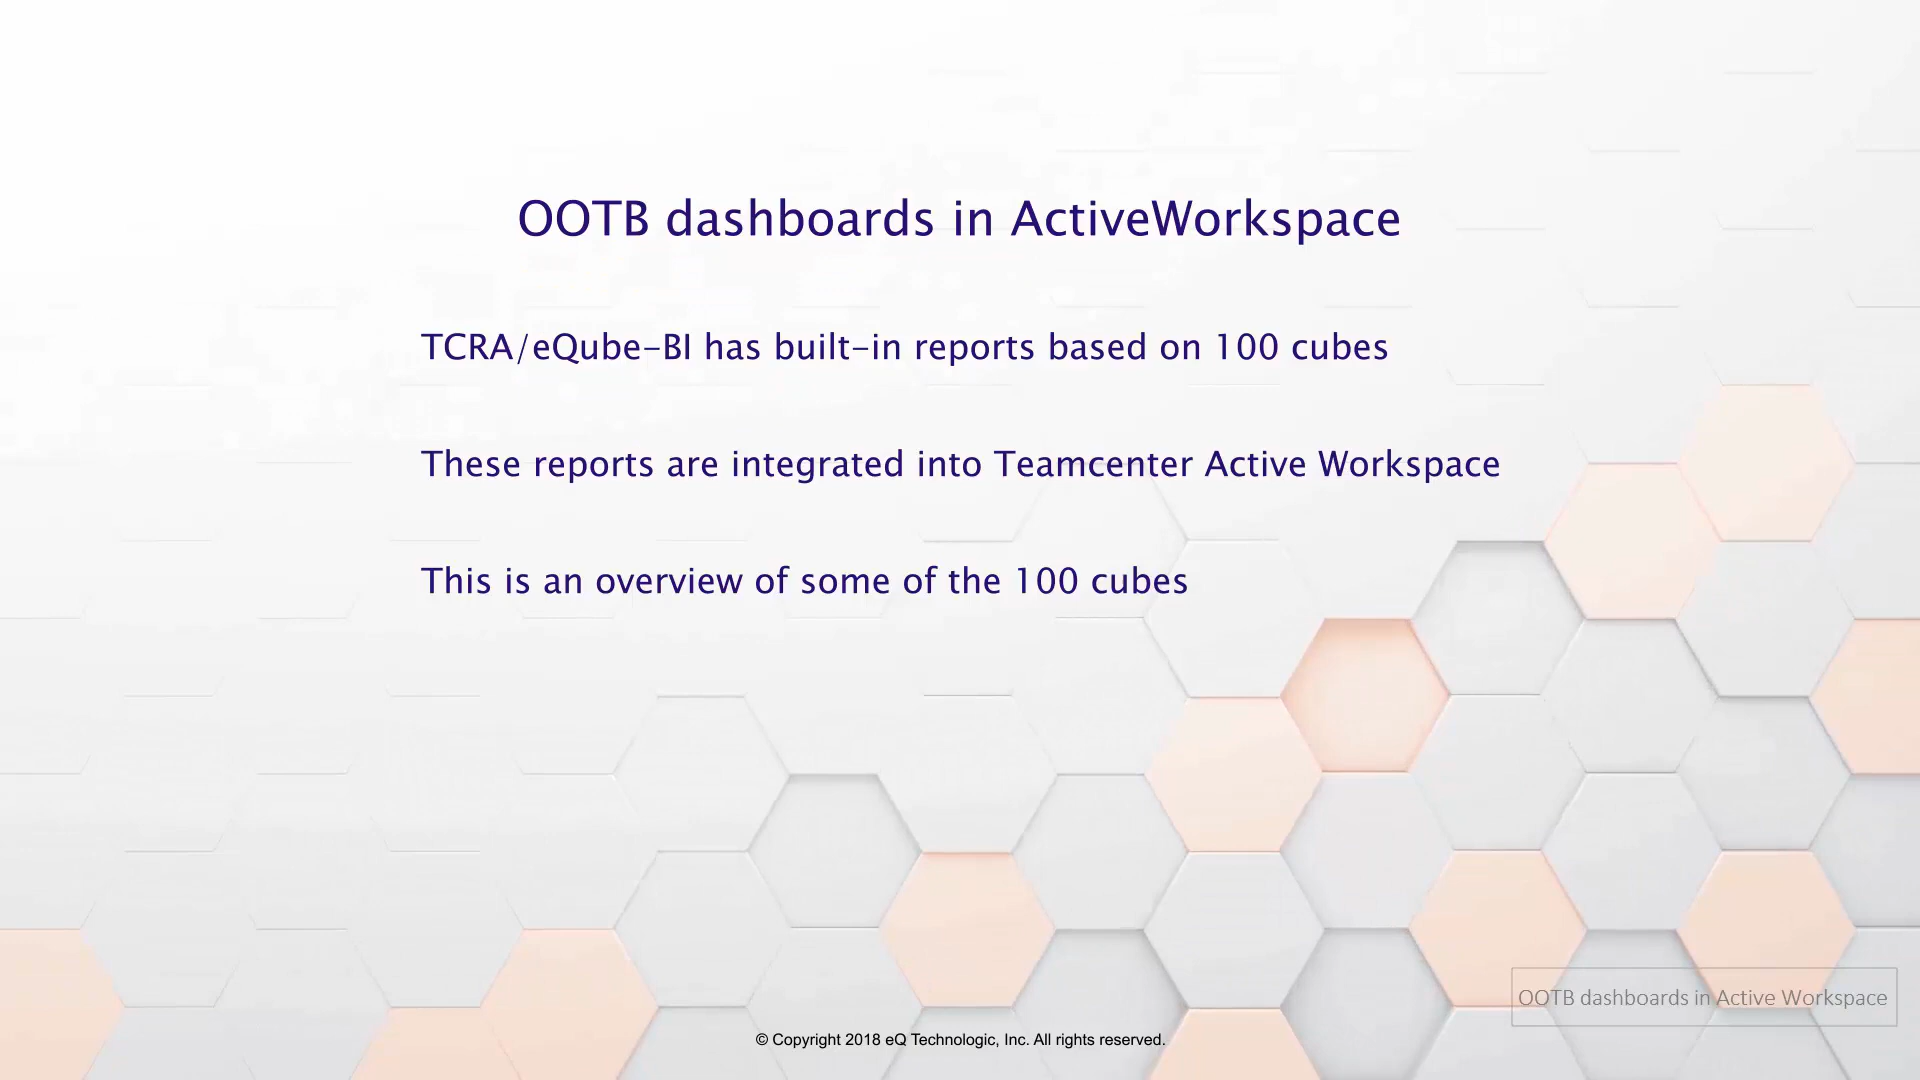 OOTB dashboards in ActiveWorkspace
TCRA/eQube-BI has built-in reports based on 100 cubes
These reports are integrated into Teamcenter Active Workspace
This is an overview of some of the 100 cubes
OOTB dashboards in Active Workspace
© Copyright 2018 eQ Technologic, Inc. All rights reserved.